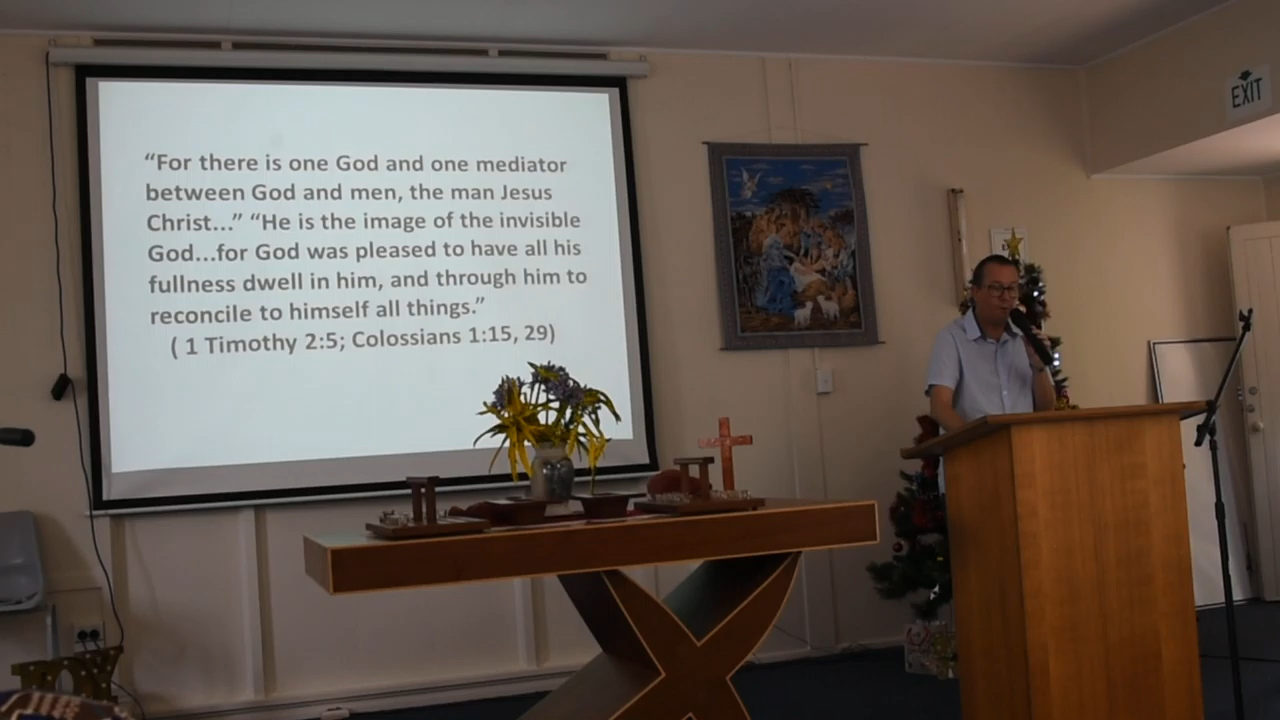 “For there is one God and one mediator
between God and men, the man Jesus
Christ...” “He is the image of the invisible
God...for God was pleased to have all his
fullness dwell in him, and through him to
reconcile to himself all things.”
( 1 Timothy 2:5; Colossians 1:15, 29)
EXIT
JOY